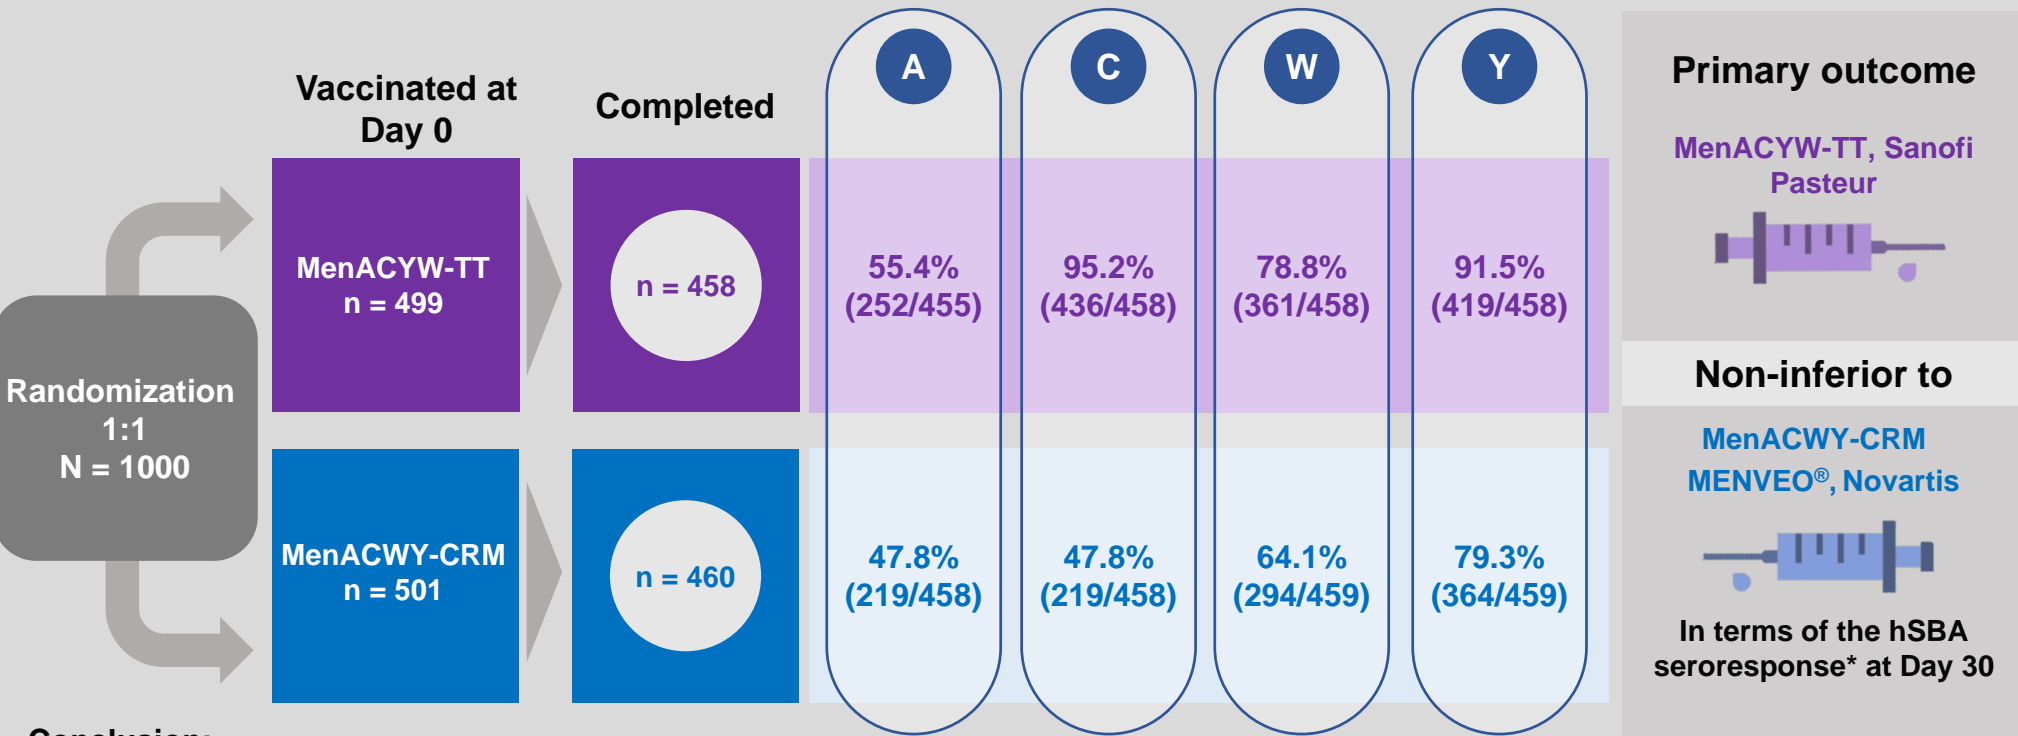 Vaccinated at
Day 0
Completed
A
C
W
Y
Randomization
1:1
N = 1000
MenACYW-TT
n = 499
n = 458
55.4%
(252/455)
95.2%
(436/458)
78.8%
(361/458)
91.5%
(419/458)
MenACWY-CRM
n = 501
n = 460
47.8%
(219/458)
47.8%
(219/458)
64.1%
(294/459)
79.3%
(364/459)
Primary outcome
MenACYW-TT, Sanofi
Pasteur
Non-inferior to
MenACWY-CRM
MENVEO®, Novartis
In terms of the hSBA
seroresponse* at Day 30